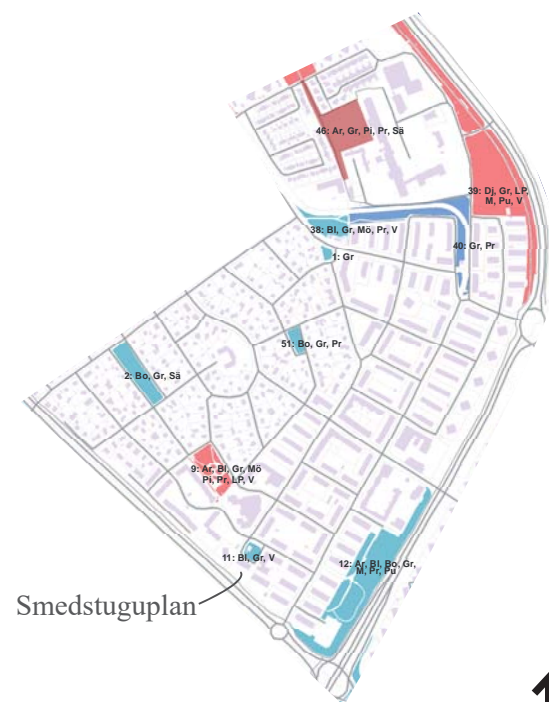 46: Ar, Gr, Pi, Pr, Sä
39: Dj, Gr, LP,
M, Pu, V
38: Bl, Gr, Mö, Pr, V
40: Gr, Pr
1: Gr
51: Bo, Gr, Pr
2: Bo, Gr, Sä
9: Ar, Bl, Gr, Mö
Pi, Pr, LP, V
11: Bl, Gr, V
12: Ar, Bl, Bo, Gr,
M, Pr, Pu
Smedstuguplan